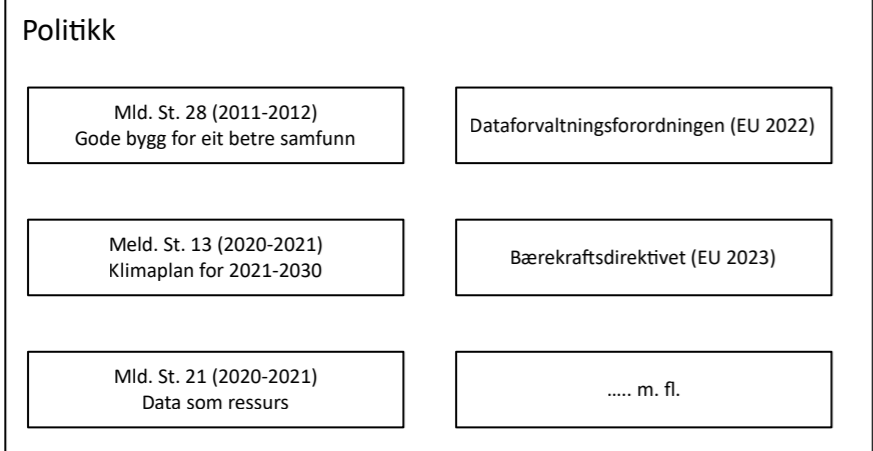 Politikk
Mld. St. 28 (2011-2012)
Gode bygg for eit betre samfunn
Dataforvaltningsforordningen (EU 2022)
Meld. St. 13 (2020-2021)
Klimaplan for 2021-2030
Bærekraftsdirektivet (EU 2023)
Mld. St. 21 (2020-2021)
Data som ressurs
..... m. fl.